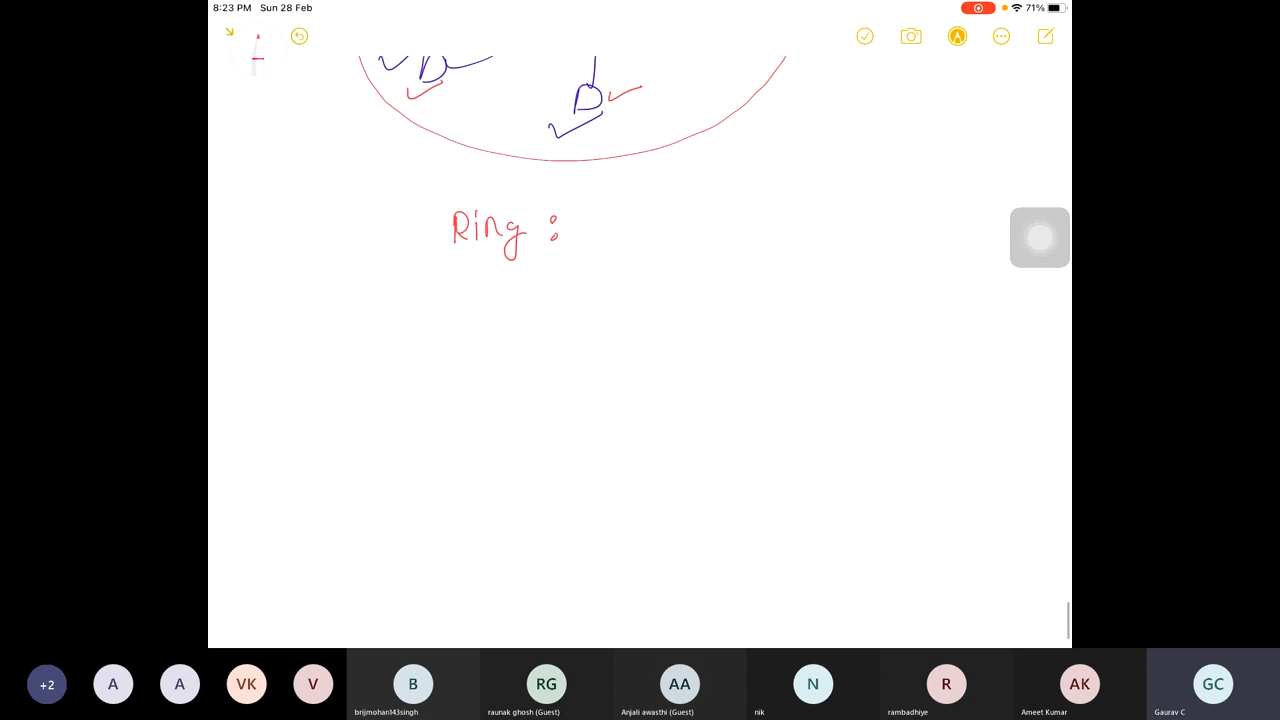 8:23 PM Sun 28 Feb
71%
D
D
Ring :
+2
A
A
VK
V
B
RG
AA
N
R
AK
GC
brijmohan143singh
raunak ghosh (Guest)
Anjali awasthi (Guest)
nik
rambadhiye
Ameet Kumar
Gaurav C